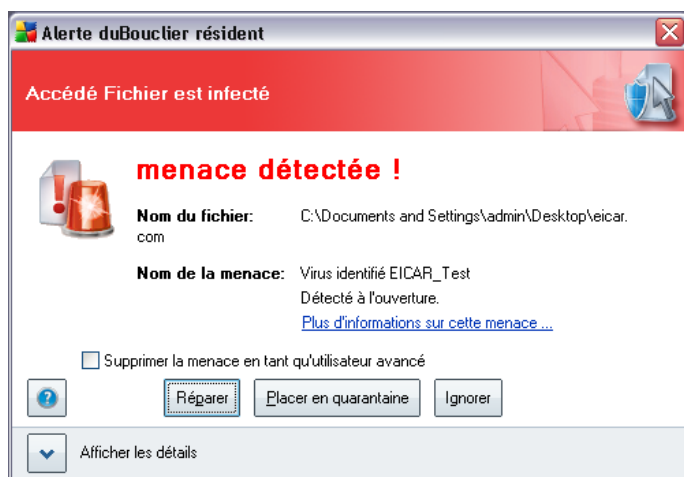 Alerte duBouclier résident
Accédé Fichier est infecté
menace détectée !
Nom du fichier: C:\Documents and Settings\admin\Desktop\eicar.
com
Nom de la menace: Virus identifié EICAR_Test
Détecté à l'ouverture.
Plus d'informations sur cette menace ...
Supprimer la menace en tant qu'utilisateur avancé
? Réparer Placer en quarantaine Ignorer
Afficher les détails